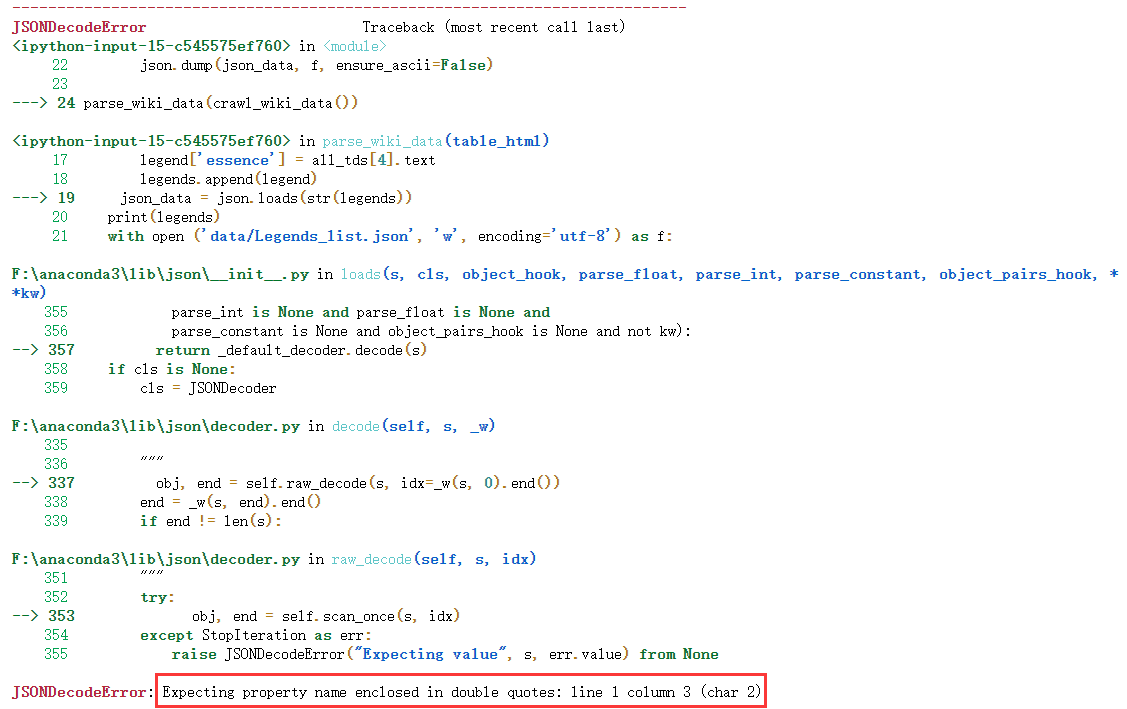 ---------------------------------------------------------------------------
JSONDecodeError                           Traceback (most recent call last)
<ipython-input-15-c545575ef760> in <module>
     22         json.dump(json_data, f, ensure_ascii=False)
     23
---> 24 parse_wiki_data(crawl_wiki_data())

<ipython-input-15-c545575ef760> in parse_wiki_data(table_html)
     17         legend['essence'] = all_tds[4].text
     18         legends.append(legend)
---> 19     json_data = json.loads(str(legends))
     20     print(legends)
     21     with open ('data/Legends_list.json', 'w', encoding='utf-8') as f:

F:\anaconda3\lib\json\__init__.py in loads(s, cls, object_hook, parse_float, parse_int, parse_constant, object_pairs_hook, *
*kw)
    355             parse_int is None and parse_float is None and
    356             parse_constant is None and object_pairs_hook is None and not kw):
--> 357         return _default_decoder.decode(s)
    358     if cls is None:
    359         cls = JSONDecoder

F:\anaconda3\lib\json\decoder.py in decode(self, s, _w)
    335
    336         """
--> 337         obj, end = self.raw_decode(s, idx=_w(s, 0).end())
    338         end = _w(s, end).end()
    339         if end != len(s):

F:\anaconda3\lib\json\decoder.py in raw_decode(self, s, idx)
    351         """
    352         try:
--> 353             obj, end = self.scan_once(s, idx)
    354         except StopIteration as err:
    355             raise JSONDecodeError("Expecting value", s, err.value) from None

JSONDecodeError: Expecting property name enclosed in double quotes: line 1 column 3 (char 2)